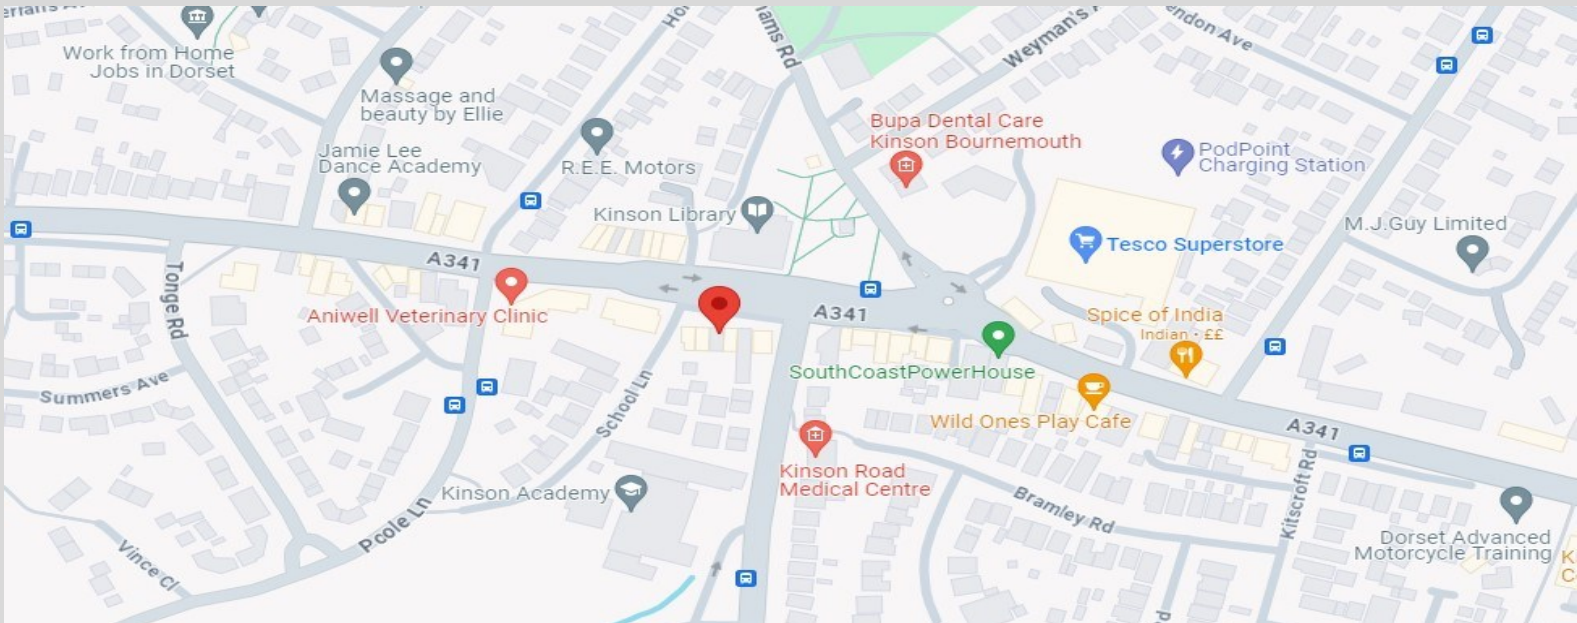 Work from Home
Jobs in Dorset
Massage and
beauty by Ellie
Jamie Lee
Dance Academy
R.E.E. Motors
Kinson Library
Weyman's
Bupa Dental Care
Kinson Bournemouth
PodPoint
Charging Station
M.J.Guy Limited
Tesco Superstore
A341
Tonge Rd
Aniwell Veterinary Clinic
A341
Spice of India
Indian · ££
SouthCoastPowerHouse
Summers Ave
School Ln
Wild Ones Play Cafe
A341
Kinson Road
Medical Centre
Kinson Academy
Bramley Rd
Kitscroft Rd
Pcole Ln
Vince Cl
Dorset Advanced
Motorcycle Training